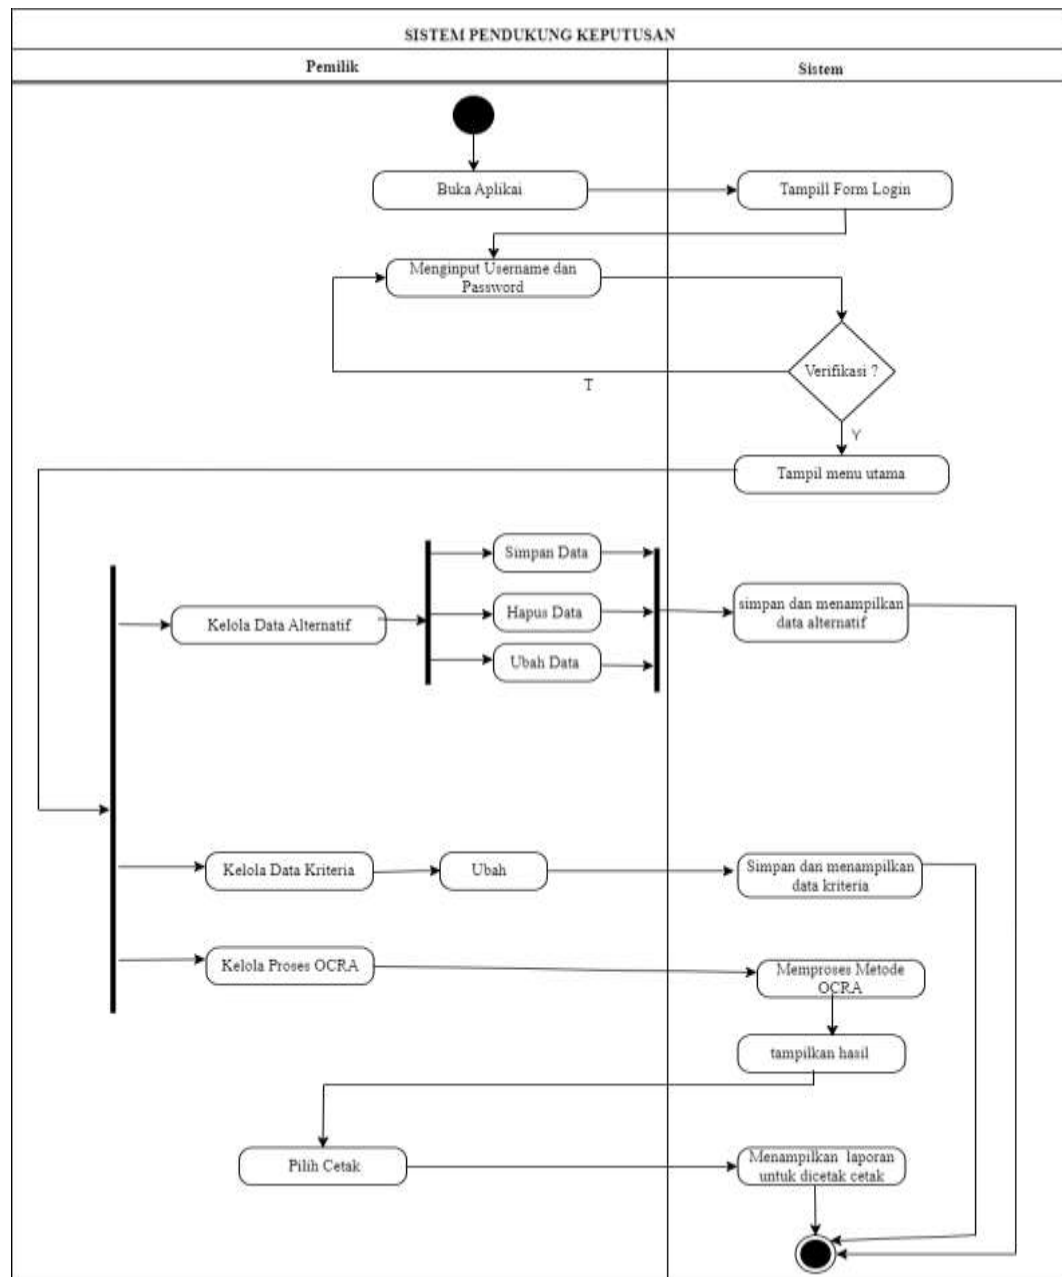 SISTEM PENDUKUNG KEPUTUSAN
Pemilik
Sistem
Buka Aplikai
Tampill Form Login
Menginput Username dan
Password
Verifikasi ?
T
Y
Tampil menu utama
Simpan Data
Hapus Data
Ubah Data
Kelola Data Alternatif
simpan dan menampilkan
data alternatif
Kelola Data Kriteria
Ubah
Simpan dan menampilkan
data kriteria
Kelola Proses OCRA
Memproses Metode
OCRA
tampilkan hasil
Pilih Cetak
Menampilkan laporan
untuk dicetak cetak